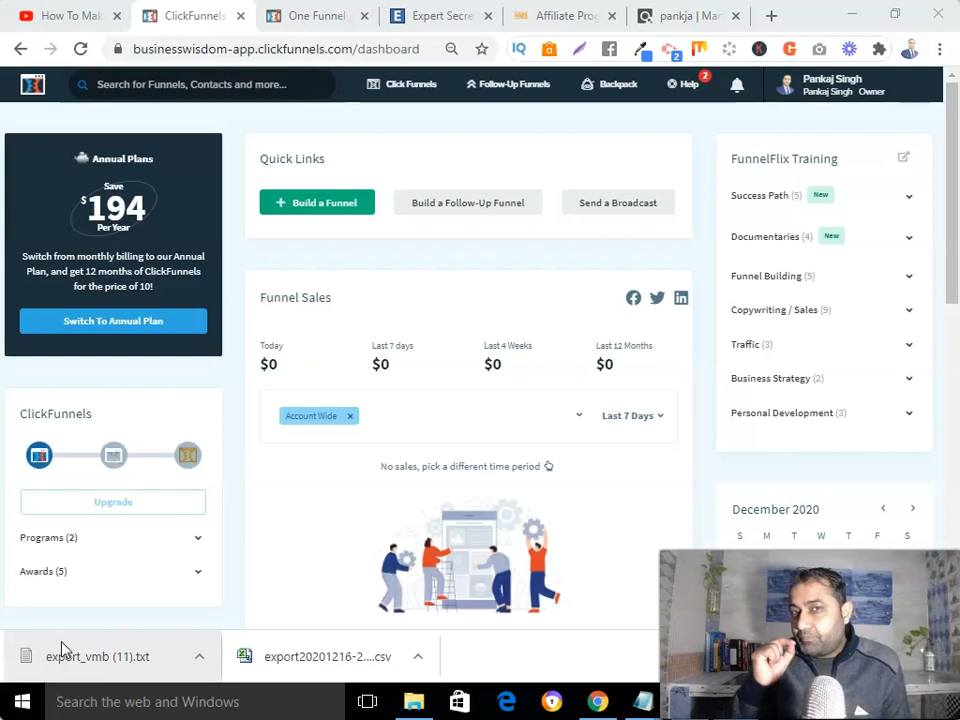 How To Mak
ClickFunnels
One Funnel
Expert Secre
Affiliate Prog
pankja | Mar
businesswisdom-app.clickfunnels.com/dashboard
2
Search for Funnels, Contacts and more...
Click Funnels
Follow-Up Funnels
Backpack
Help
2
Pankaj Singh
Pankaj Singh Owner
Annual Plans
Save
$194
Per Year
Switch from monthly billing to our Annual
Plan, and get 12 months of ClickFunnels
for the price of 10!
Switch To Annual Plan
ClickFunnels
Upgrade
Programs (2)
Awards (5)
Quick Links
+ Build a Funnel
Build a Follow-Up Funnel
Send a Broadcast
Funnel Sales
Today
Last 7 days
Last 4 Weeks
Last 12 Months
$0
$0
$0
$0
Account Wide ×
Last 7 Days
No sales, pick a different time period
FunnelFlix Training
Success Path (5) New
Documentaries (4) New
Funnel Building (5)
Copywriting / Sales (9)
Traffic (3)
Business Strategy (2)
Personal Development (3)
December 2020
S M T W T F S
export_vmb (11).txt
export20201216-2....csv
Search the web and Windows